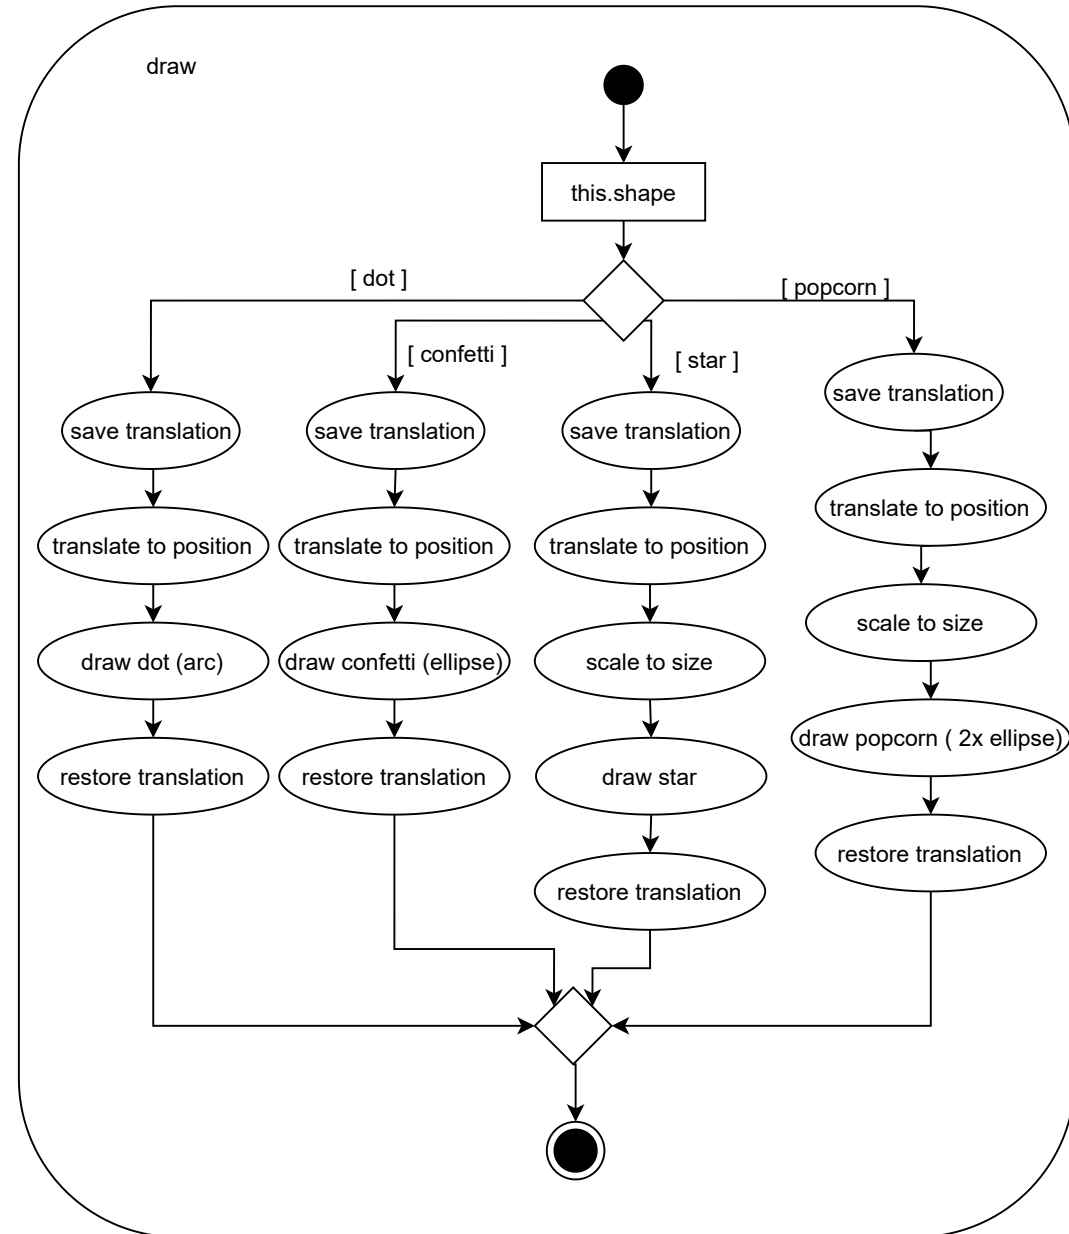 draw
this.shape
[ dot ]
[ popcorn ]
[ confetti ]
[ star ]
save translation
save translation
save translation
save translation
translate to position
translate to position
translate to position
translate to position
draw dot (arc)
draw confetti (ellipse)
scale to size
scale to size
restore translation
restore translation
draw star
draw popcorn ( 2x ellipse)
restore translation
restore translation